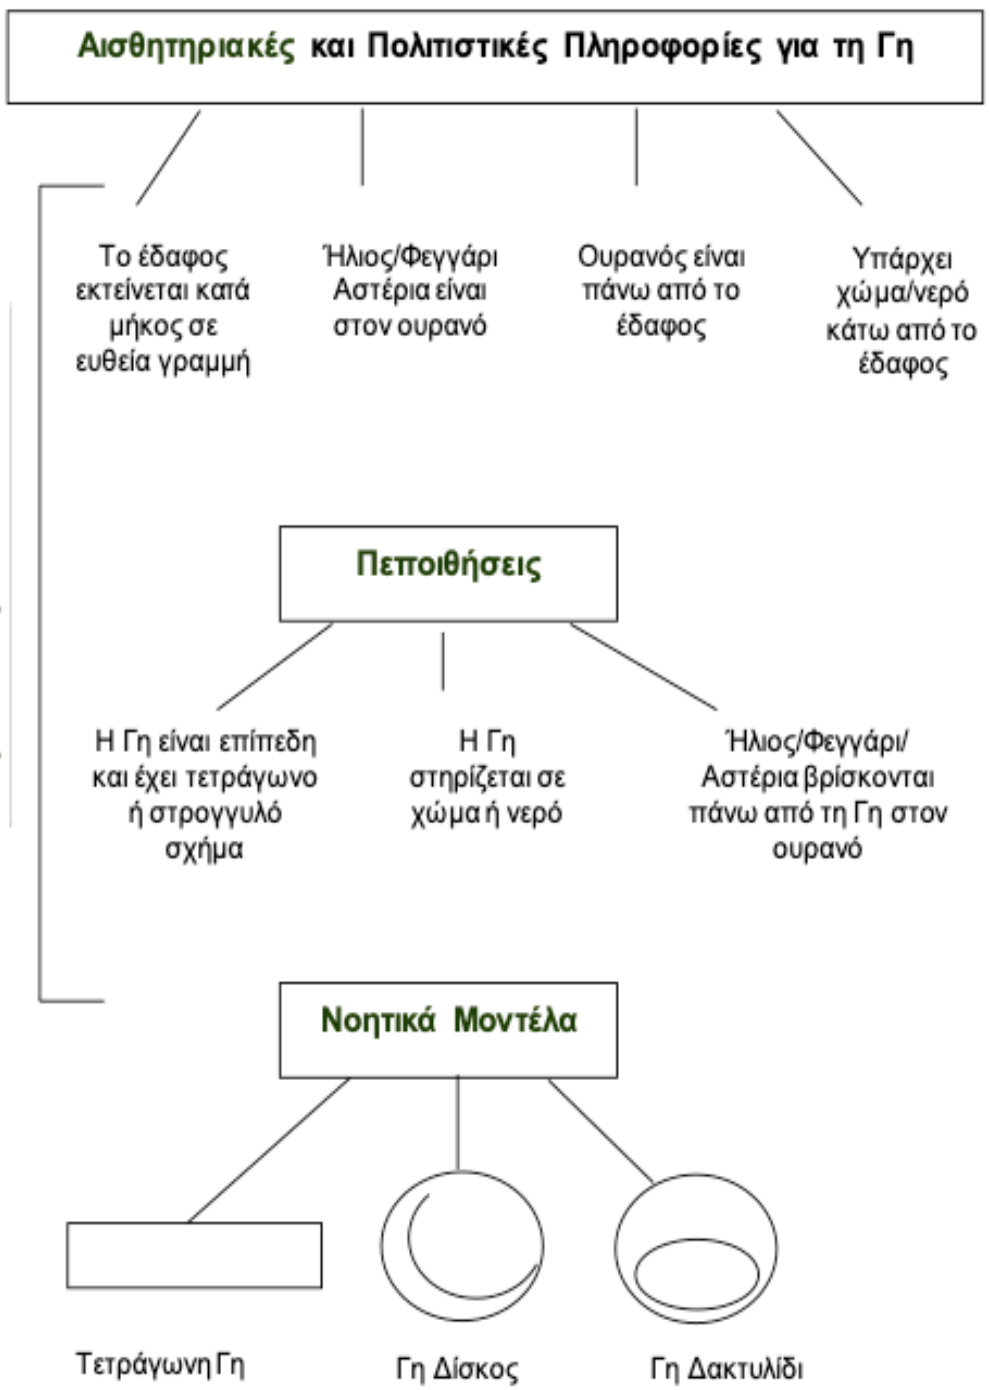 Αισθητηριακές και Πολιτιστικές Πληροφορίες για τη Γη
Το έδαφος
εκτείνεται κατά
μήκος σε
ευθεία γραμμή
Ήλιος/Φεγγάρι
Αστέρια είναι
στον ουρανό
Ουρανός είναι
πάνω από το
έδαφος
Υπάρχει
χώμα/νερό
κάτω από το
έδαφος
Πεποιθήσεις
Η Γη είναι επίπεδη
και έχει τετράγωνο
ή στρογγυλό
σχήμα
Η Γη
στηρίζεται σε
χώμα ή νερό
Ήλιος/Φεγγάρι/
Αστέρια βρίσκονται
πάνω από τη Γη στον
ουρανό
Νοητικά Μοντέλα
Τετράγωνη Γη
Γη Δίσκος
Γη Δακτυλίδι